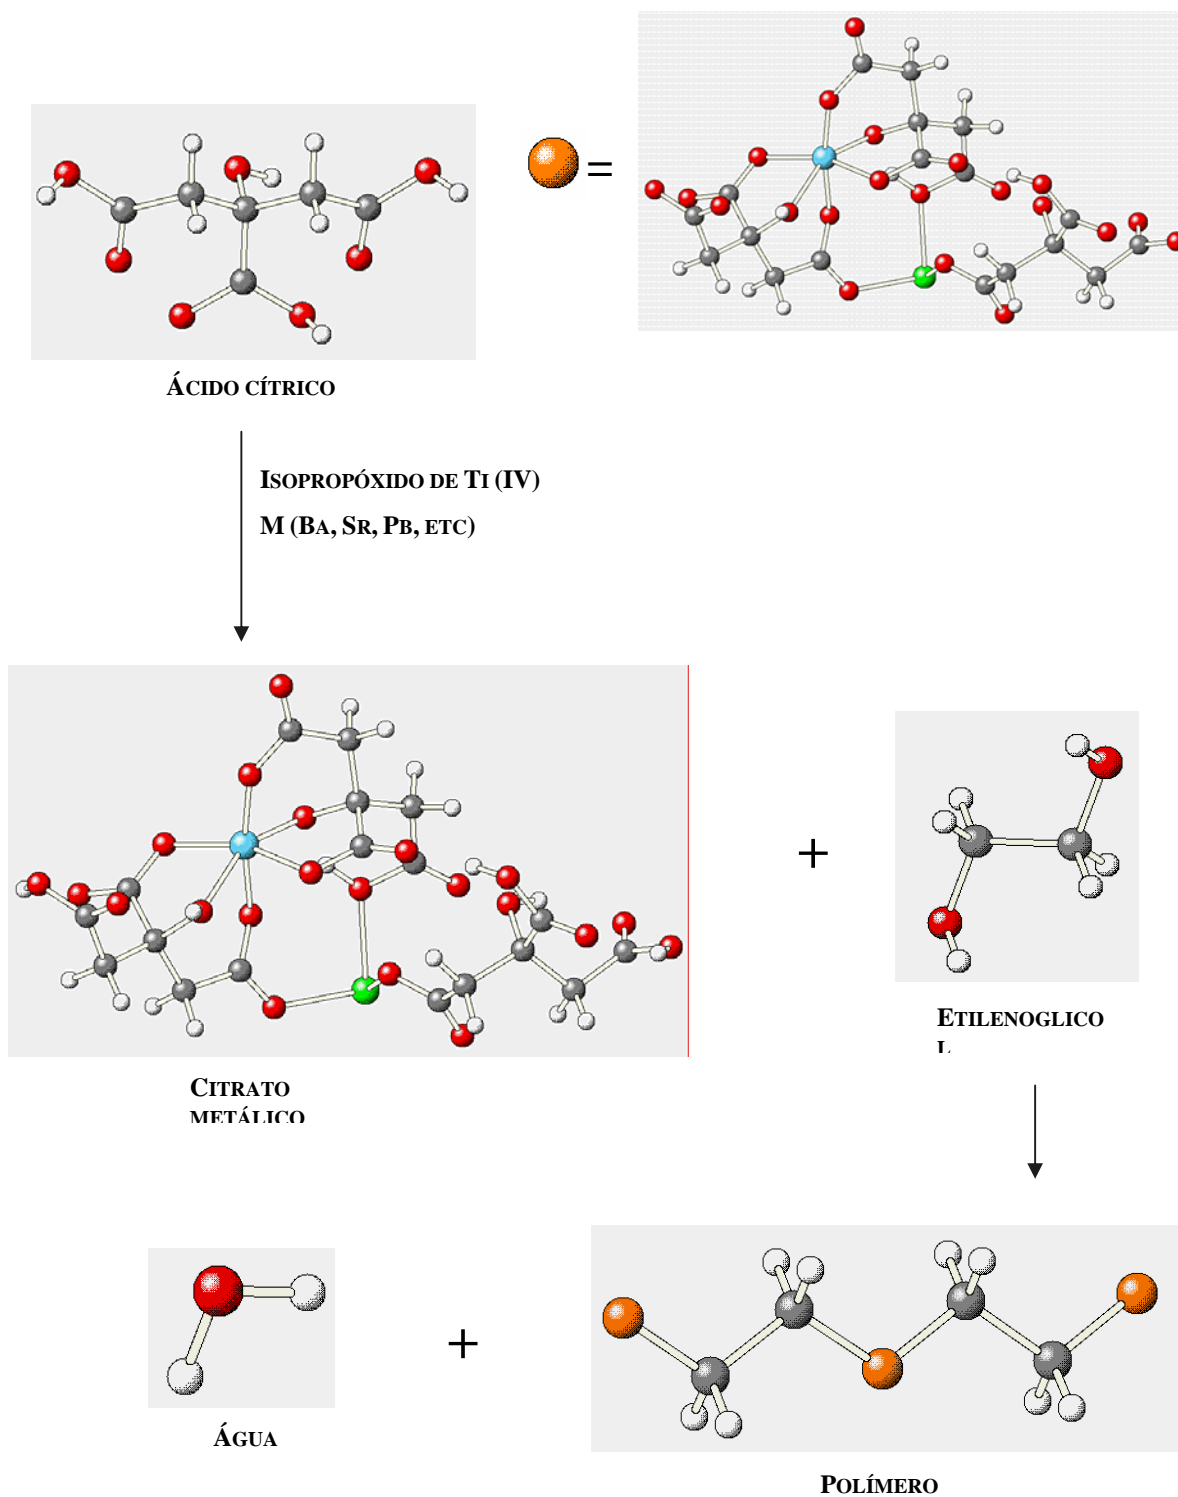 =
ÁCIDO CÍTRICO
ISOPROPÓXIDO DE TI (IV)
M (BA, SR, PB, ETC)
+
ETILENOGLICO
L
CITRATO
METÁLICO
+
ÁGUA
POLÍMERO